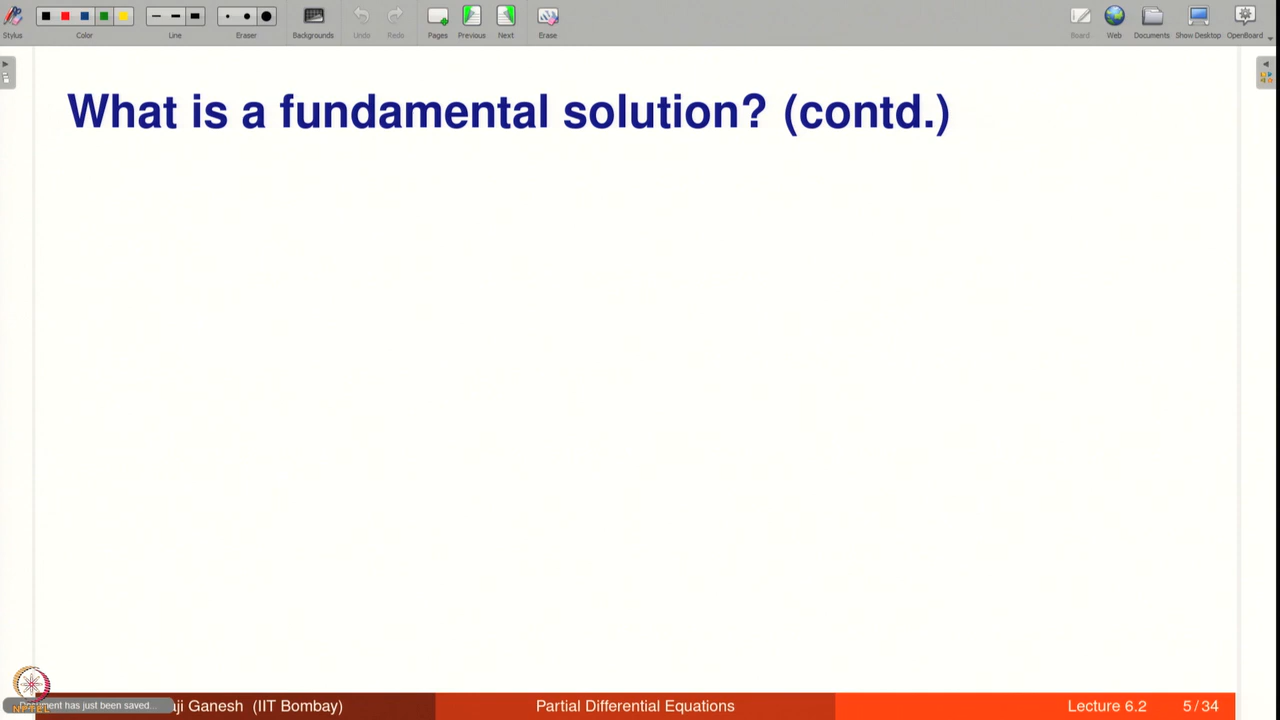 Stylus Color Line Eraser Backgrounds Undo Redo Pages Previous Next Erase Board Web Documents Show Desktop OpenBoard
What is a fundamental solution? (contd.)
Document has just been saved...
aji Ganesh (IIT Bombay) Partial Differential Equations Lecture 6.2 5/34
NPTEL